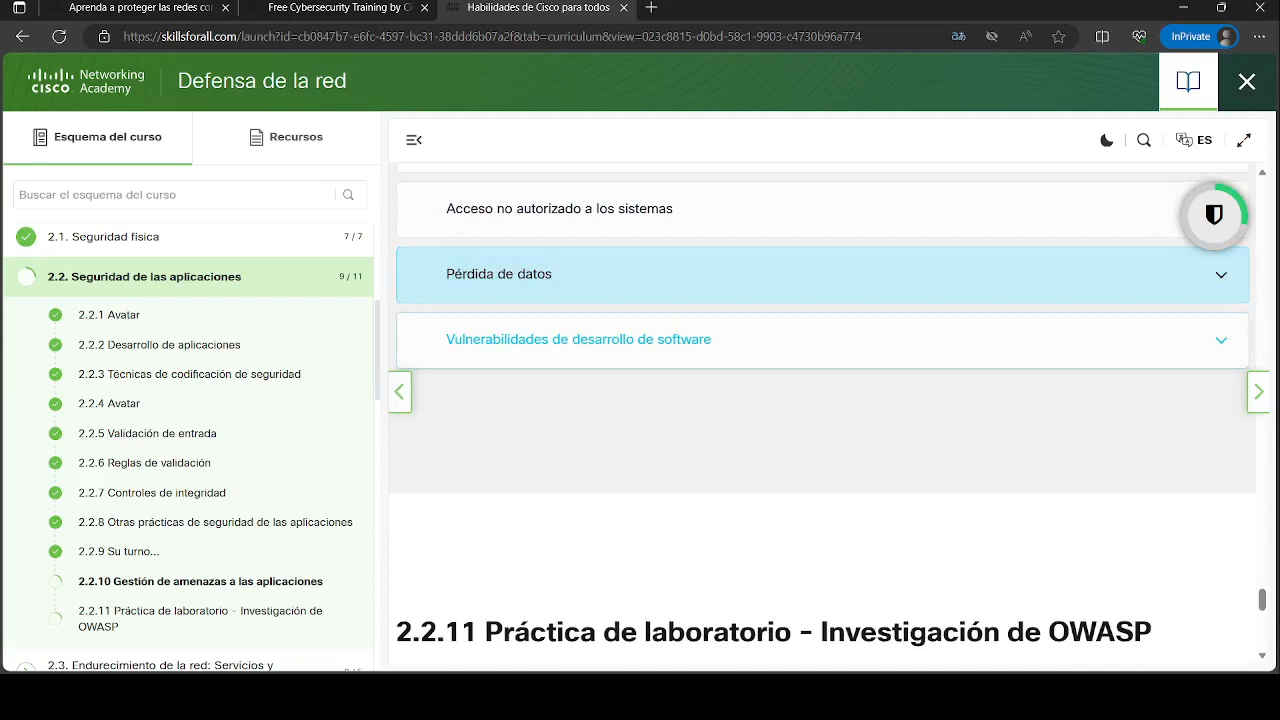 Aprenda a proteger las redes cor
Free Cybersecurity Training by Ci
Habilidades de Cisco para todos
https://skillsforall.com/launch?id=cb0847b7-e6fc-4597-bc31-38ddd6b07a2f&tab=curriculum&view=023c8815-d0bd-58c1-9903-c4730b96a774
InPrivate
CISCO Networking Academy
Defensa de la red
Esquema del curso
Recursos
ES
Buscar el esquema del curso
2.1. Seguridad física 7 / 7
2.2. Seguridad de las aplicaciones 9 / 11
2.2.1 Avatar
2.2.2 Desarrollo de aplicaciones
2.2.3 Técnicas de codificación de seguridad
2.2.4 Avatar
2.2.5 Validación de entrada
2.2.6 Reglas de validación
2.2.7 Controles de integridad
2.2.8 Otras prácticas de seguridad de las aplicaciones
2.2.9 Su turno...
2.2.10 Gestión de amenazas a las aplicaciones
2.2.11 Práctica de laboratorio - Investigación de
OWASP
2.3. Endurecimiento de la red: Servicios y
Acceso no autorizado a los sistemas
Pérdida de datos
Vulnerabilidades de desarrollo de software
2.2.11 Práctica de laboratorio - Investigación de OWASP